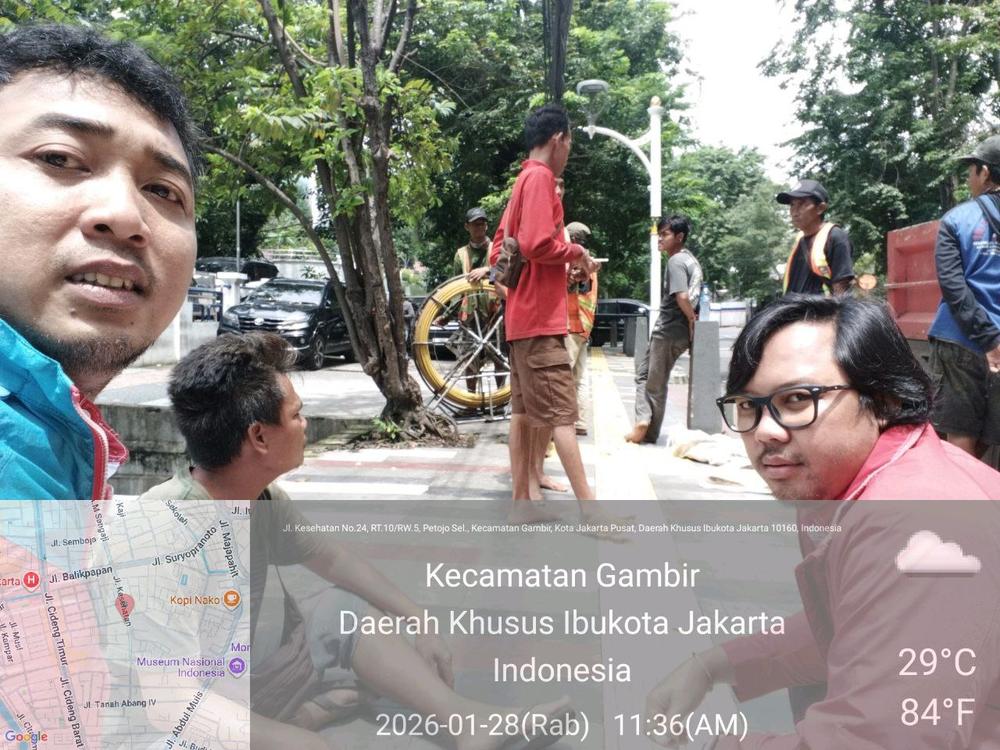 Jl. Kesehatan No.24, RT.10/RW.5, Petojo Sel., Kecamatan Gambir, Kota Jakarta Pusat, Daerah Khusus Ibukota Jakarta 10160, Indonesia
Kecamatan Gambir
Daerah Khusus Ibukota Jakarta
Indonesia
2026-01-28(Rab) 11:36(AM)
29°C
84°F
Jl. Suryopranoto
Jl. Majapahit
Jl. Semboja
Jl. Balikpapan
Jl. Kesehatan
Kopi Nako
Jl. Cideng Timur
Museum Nasional
Indonesia
Jl. Tanah Abang IV
Jl. Cideng Barat
Jl. Abdul Muis
Google